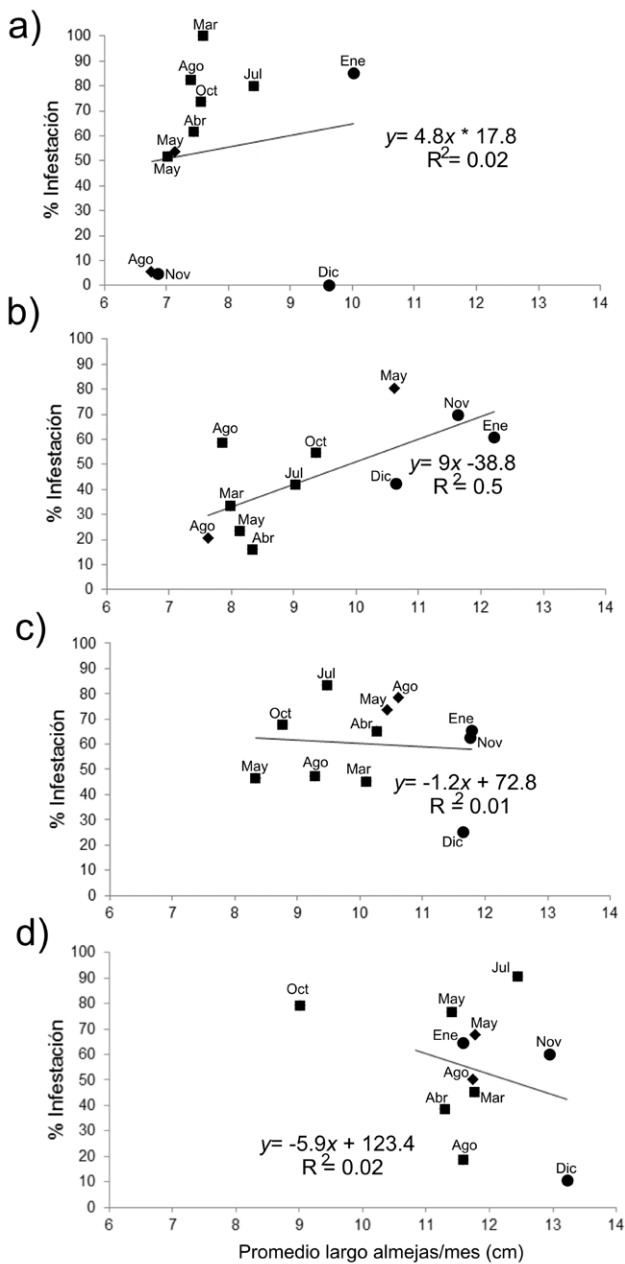 a)
% Infestación
100
90
80
70
60
50
40
30
20
10
0
Mar
Ago
Oct
Jul
Ene
Abr
May
May
Ago
Nov
Dic
y= 4.8x * 17.8
R2= 0.02
6 7 8 9 10 11 12 13 14
b)
% Infestación
100
90
80
70
60
50
40
30
20
10
0
May
Nov
Ago
Oct
Ene
Jul
Dic
Mar
May
Ago
Abr
y= 9x -38.8
R2= 0.5
6 7 8 9 10 11 12 13 14
c)
% Infestación
100
90
80
70
60
50
40
30
20
10
0
Jul
May
Ago
Oct
Abr
Ene
Nov
May
Ago
Mar
Dic
y= -1.2x + 72.8
R2= 0.01
6 7 8 9 10 11 12 13 14
d)
% Infestación
100
90
80
70
60
50
40
30
20
10
0
Oct
Jul
May
May
Ene
Nov
Ago
Abr
Mar
Ago
Dic
y= -5.9x + 123.4
R2= 0.02
6 7 8 9 10 11 12 13 14
Promedio largo almejas/mes (cm)